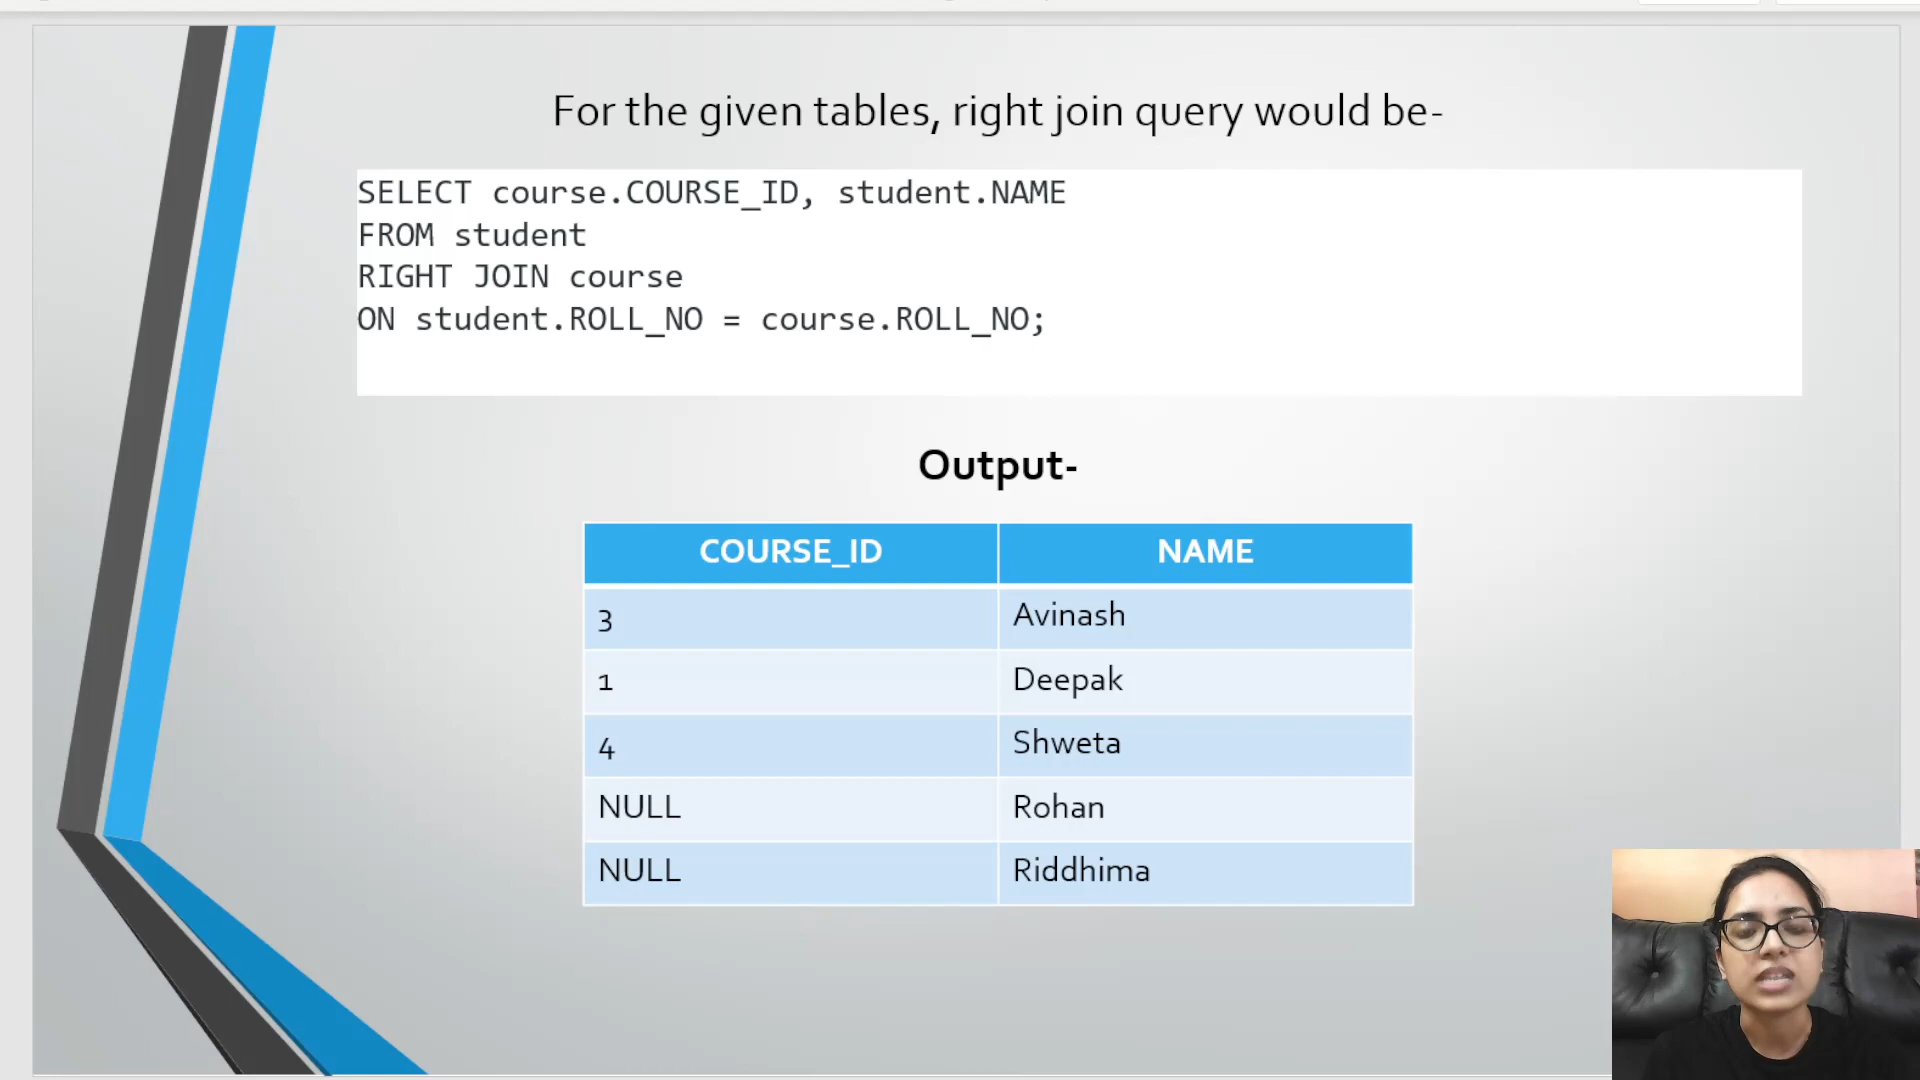 For the given tables, right join query would be-
SELECT course.COURSE_ID, student.NAME
FROM student
RIGHT JOIN course
ON student.ROLL_NO = course.ROLL_NO;
Output-
COURSE_ID NAME
3 Avinash
1 Deepak
4 Shweta
NULL Rohan
NULL Riddhima